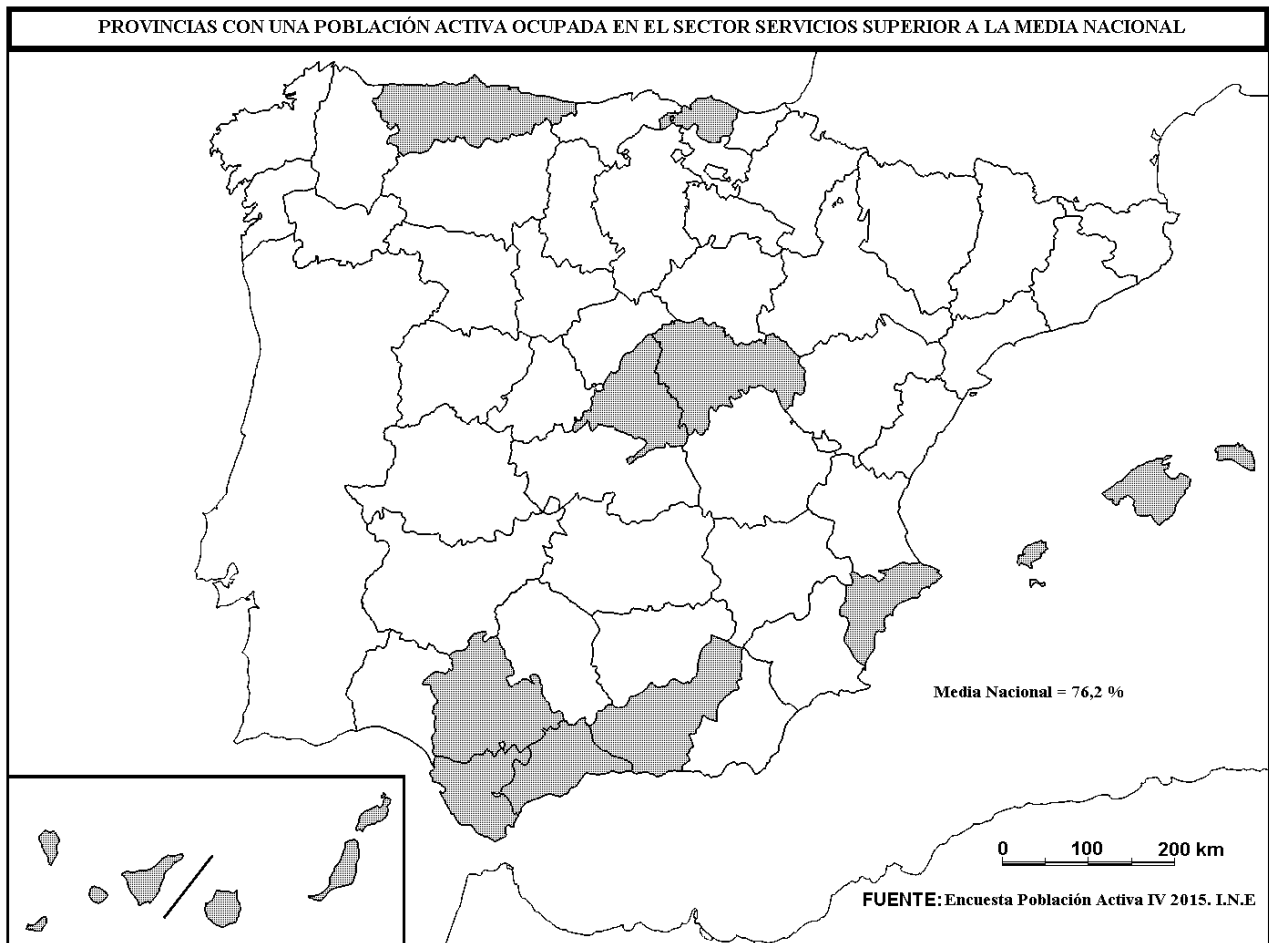 PROVINCIAS CON UNA POBLACIÓN ACTIVA OCUPADA EN EL SECTOR SERVICIOS SUPERIOR A LA MEDIA NACIONAL
Media Nacional = 76,2 %
0 100 200 km
FUENTE: Encuesta Población Activa IV 2015. I.N.E